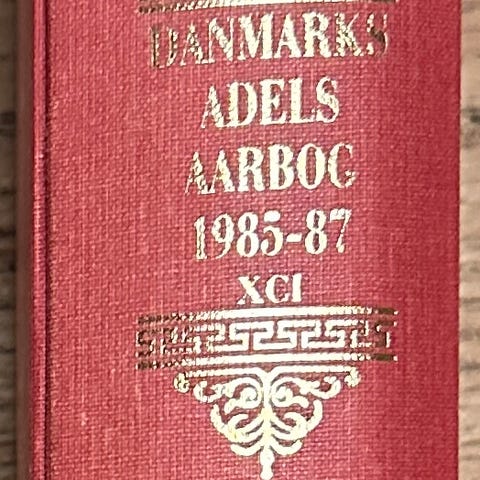 DANMARKS
ADELS
AARBOG
1985-87
XCI